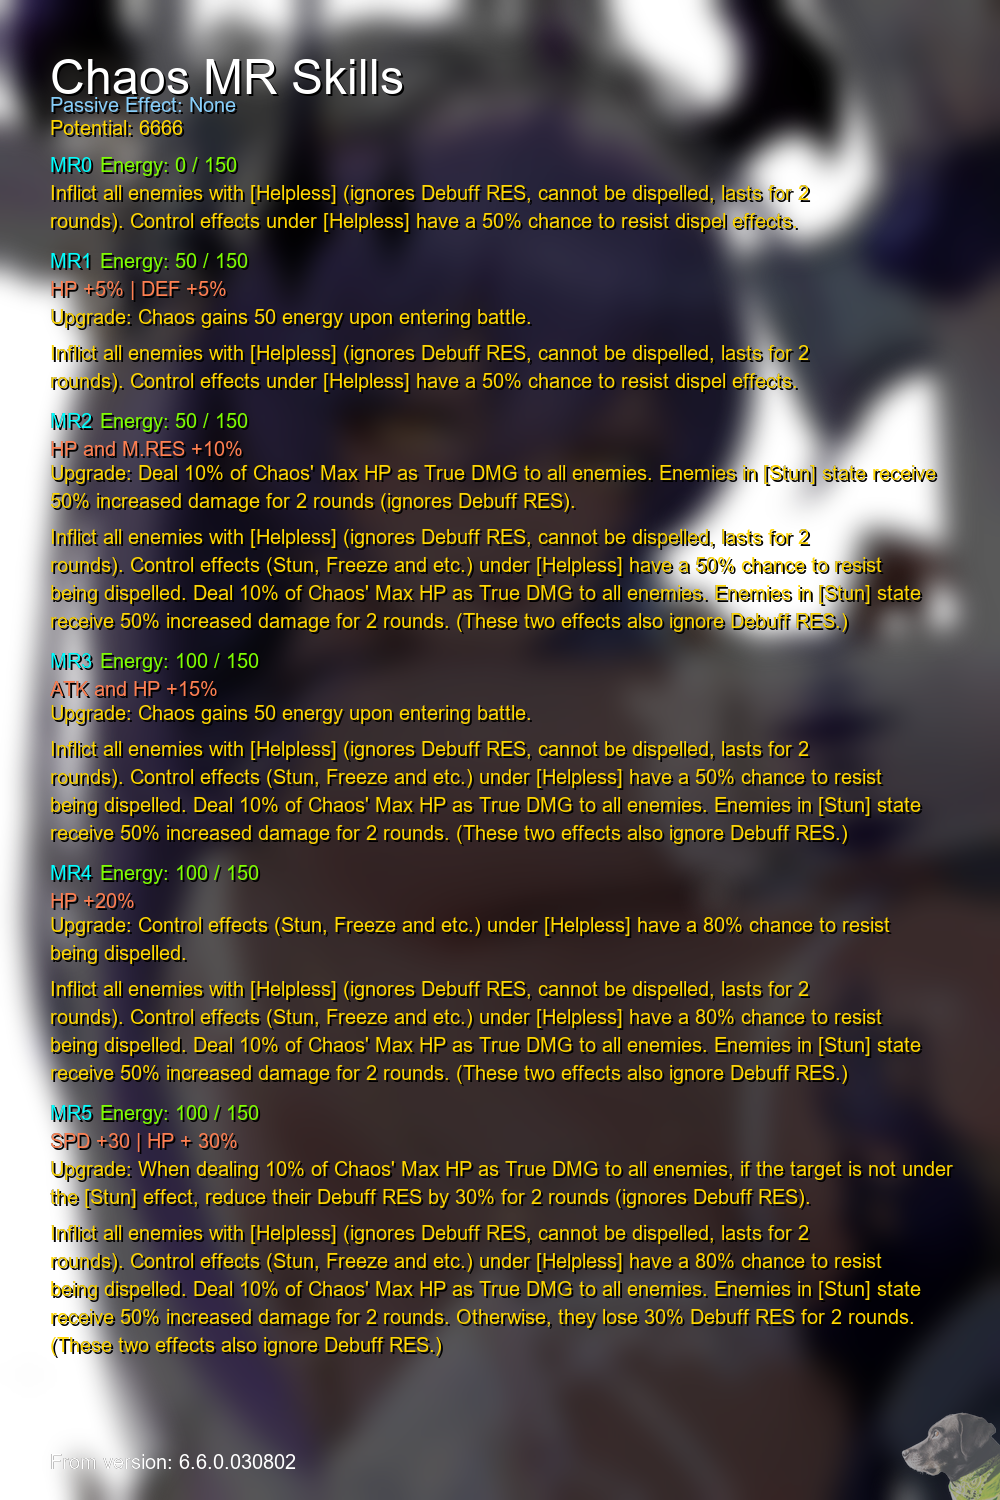 Chaos MR Skills
Passive Effect: None
Potential: 6666
MR0 Energy: 0 / 150
Inflict all enemies with [Helpless] (ignores Debuff RES, cannot be dispelled, lasts for 2
rounds). Control effects under [Helpless] have a 50% chance to resist dispel effects.
MR1 Energy: 50 / 150
HP +5% | DEF +5%
Upgrade: Chaos gains 50 energy upon entering battle.
Inflict all enemies with [Helpless] (ignores Debuff RES, cannot be dispelled, lasts for 2
rounds). Control effects under [Helpless] have a 50% chance to resist dispel effects.
MR2 Energy: 50 / 150
HP and M.RES +10%
Upgrade: Deal 10% of Chaos' Max HP as True DMG to all enemies. Enemies in [Stun] state receive
50% increased damage for 2 rounds (ignores Debuff RES).
Inflict all enemies with [Helpless] (ignores Debuff RES, cannot be dispelled, lasts for 2
rounds). Control effects (Stun, Freeze and etc.) under [Helpless] have a 50% chance to resist
being dispelled. Deal 10% of Chaos' Max HP as True DMG to all enemies. Enemies in [Stun] state
receive 50% increased damage for 2 rounds. (These two effects also ignore Debuff RES.)
MR3 Energy: 100 / 150
ATK and HP +15%
Upgrade: Chaos gains 50 energy upon entering battle.
Inflict all enemies with [Helpless] (ignores Debuff RES, cannot be dispelled, lasts for 2
rounds). Control effects (Stun, Freeze and etc.) under [Helpless] have a 50% chance to resist
being dispelled. Deal 10% of Chaos' Max HP as True DMG to all enemies. Enemies in [Stun] state
receive 50% increased damage for 2 rounds. (These two effects also ignore Debuff RES.)
MR4 Energy: 100 / 150
HP +20%
Upgrade: Control effects (Stun, Freeze and etc.) under [Helpless] have a 80% chance to resist
being dispelled.
Inflict all enemies with [Helpless] (ignores Debuff RES, cannot be dispelled, lasts for 2
rounds). Control effects (Stun, Freeze and etc.) under [Helpless] have a 80% chance to resist
being dispelled. Deal 10% of Chaos' Max HP as True DMG to all enemies. Enemies in [Stun] state
receive 50% increased damage for 2 rounds. (These two effects also ignore Debuff RES.)
MR5 Energy: 100 / 150
SPD +30 | HP + 30%
Upgrade: When dealing 10% of Chaos' Max HP as True DMG to all enemies, if the target is not under
the [Stun] effect, reduce their Debuff RES by 30% for 2 rounds (ignores Debuff RES).
Inflict all enemies with [Helpless] (ignores Debuff RES, cannot be dispelled, lasts for 2
rounds). Control effects (Stun, Freeze and etc.) under [Helpless] have a 80% chance to resist
being dispelled. Deal 10% of Chaos' Max HP as True DMG to all enemies. Enemies in [Stun] state
receive 50% increased damage for 2 rounds. Otherwise, they lose 30% Debuff RES for 2 rounds.
(These two effects also ignore Debuff RES.)
From version: 6.6.0.030802